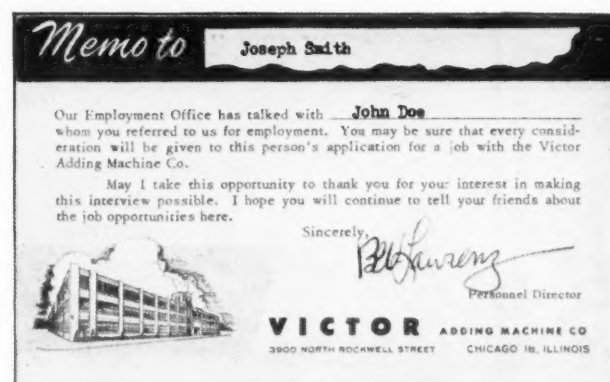 Memo to Joseph Smith
Our Employment Office has talked with John Doe
whom you referred to us for employment. You may be sure that every consid-
eration will be given to this person's application for a job with the Victor
Adding Machine Co.
May I take this opportunity to thank you for your interest in making
this interview possible. I hope you will continue to tell your friends about
the job opportunities here.
Sincerely,
Personnel Director
VICTOR ADDING MACHINE CO
3900 NORTH ROCKWELL STREET CHICAGO 18, ILLINOIS